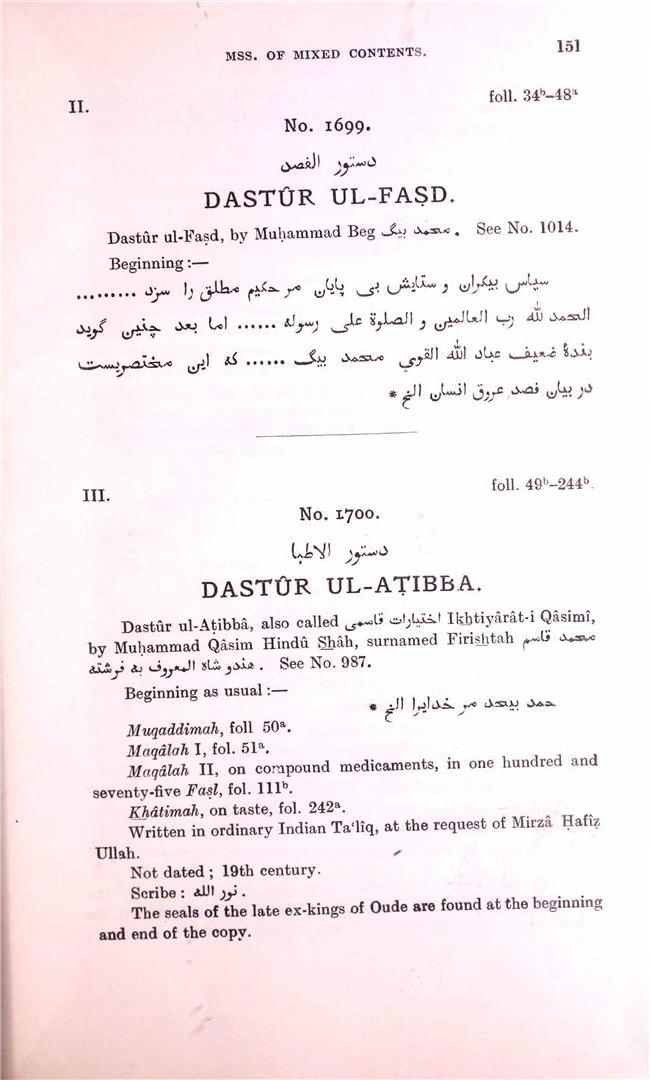 MSS. OF MIXED CONTENTS. 151
II. foll. 34ᵇ–48ᵃ
No. 1699.
دستور الفصد
DASTÛR UL-FAṢD.
Dastûr ul-Faṣd, by Muḥammad Beg محمد بیگ. See No. 1014.
Beginning :—
سپاس بیکران و ستایش بی پایان مر حکیم مطلق را سزد .........
الحمد لله رب العالمین و الصلوة علی رسوله ...... اما بعد چنین گوید
بندهٔ ضعیف عباد الله القوي محمد بیگ ...... که این مختصریست
در بیان فصد عروق انسان الخ *
III. foll. 49ᵇ–244ᵇ.
No. 1700.
دستور الاطبا
DASTÛR UL-AṬIBBA.
Dastûr ul-Aṭibbâ, also called اختیارات قاسمی Ikhtiyârât-i Qâsimî,
by Muḥammad Qâsim Hindû Shâh, surnamed Firishtah محمد قاسم
هندو شاه المعروف به فرشته. See No. 987.
Beginning as usual :—
حمد بیحد مر خدایرا الخ *
Muqaddimah, foll 50ᵃ.
Maqâlah I, fol. 51ᵃ.
Maqâlah II, on compound medicaments, in one hundred and
seventy-five Faṣl, fol. 111ᵇ.
Khâtimah, on taste, fol. 242ᵃ.
Written in ordinary Indian Ta‘lîq, at the request of Mirzâ Ḥafîẓ
Ullah.
Not dated ; 19th century.
Scribe : نور الله.
The seals of the late ex-kings of Oude are found at the beginning
and end of the copy.